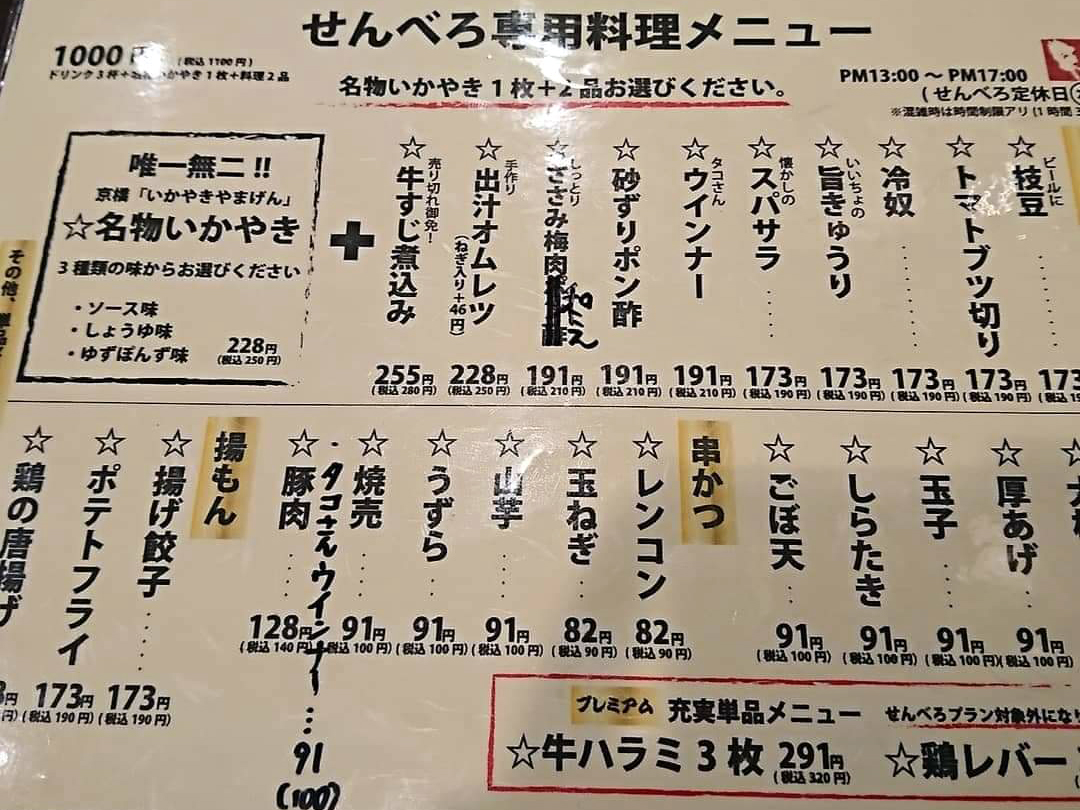 せんべろ専用料理メニュー
1000円 (税込1100円)
ドリンク3杯+名物いかやき1枚+料理2品
名物いかやき1枚+2品お選びください。
PM13:00 〜 PM17:00
(せんべろ定休日
※混雑時は時間制限アリ(1時間
唯一無二!!
京橋「いかやきやまげん」
☆名物いかやき
3種類の味からお選びください
・ソース味
・しょうゆ味
・ゆずぽんず味
228円
(税込250円)
+
ビールに
☆枝豆……
173
(税込19
☆トマトブツ切り
173円
(税込190円)
☆冷奴……
173円
(税込190円)
いいちょの
☆旨きゅうり
173円
(税込190円)
懐かしの
☆スパサラ……
173円
(税込190円)
タコさん
☆ウインナー
191円
(税込210円)
☆砂ずりポン酢
191円
(税込210円)
しっとり
☆ささみ梅肉
191円
(税込210円)
手作り
☆出汁オムレツ
(ねぎ入り+46円)
228円
(税込250円)
売り切れ御免!
☆牛すじ煮込み
255円
(税込280円)
その他、
☆厚あげ…
91円
(税込100円)
☆玉子……
91円
(税込100円)
☆しらたき
91円
(税込100円)
☆ごぼ天…
91円
(税込100円)
串かつ
☆レンコン
82円
(税込90円)
☆玉ねぎ…
82円
(税込90円)
☆山芋……
91円
(税込100円)
☆うずら…
91円
(税込100円)
☆焼売……
91円
(税込100円)
・タコさんウインナー…
91
(100)
☆豚肉……
128円
(税込140円)
揚もん
☆揚げ餃子……
173円
(税込190円)
☆ポテトフライ
173円
(税込190円)
☆鶏の唐揚げ
プレミアム 充実単品メニュー せんべろプラン対象外になり
☆牛ハラミ3枚 291円
(税込320円)
☆鶏レバー